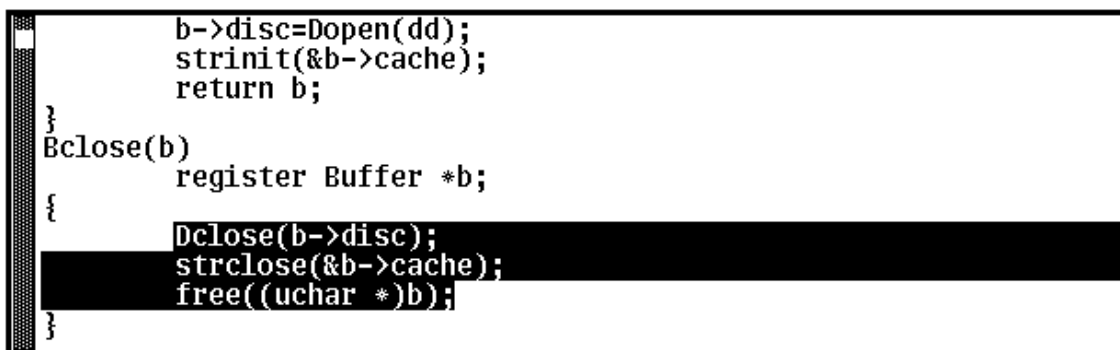 b->disc=Dopen(dd);
strinit(&b->cache);
return b;
}
Bclose(b)
register Buffer *b;
{
Dclose(b->disc);
strclose(&b->cache);
free((uchar *)b);
}